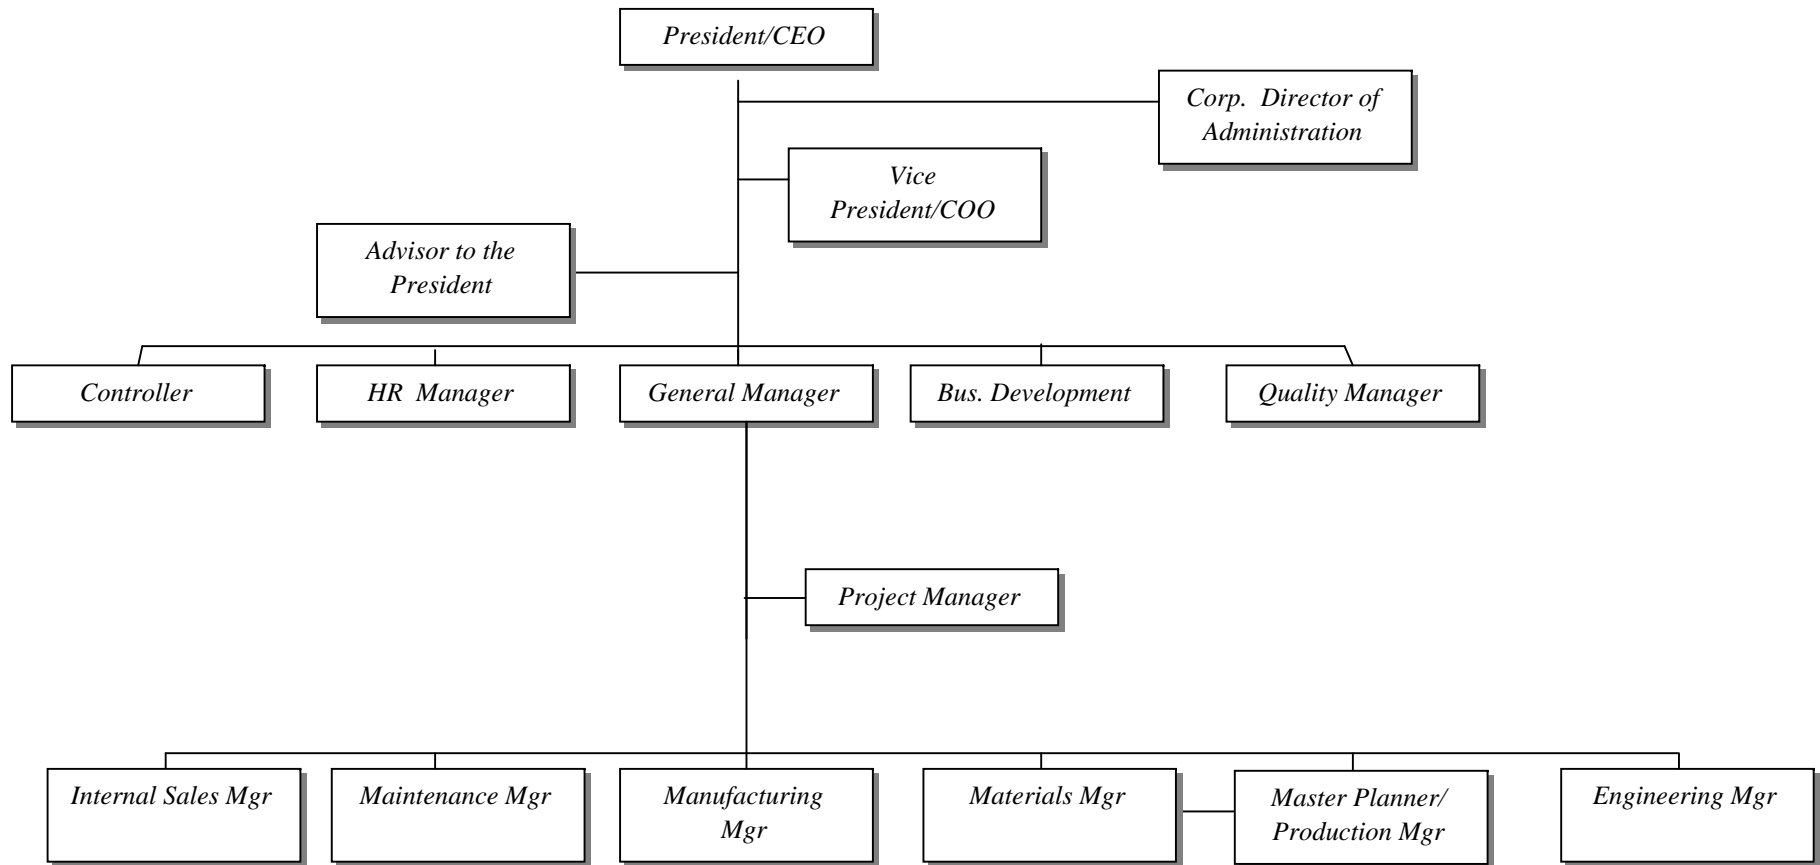 President/CEO
Corp. Director of
Administration
Vice
President/COO
Advisor to the
President
Controller
HR Manager
General Manager
Bus. Development
Quality Manager
Project Manager
Internal Sales Mgr
Maintenance Mgr
Manufacturing
Mgr
Materials Mgr
Master Planner/
Production Mgr
Engineering Mgr